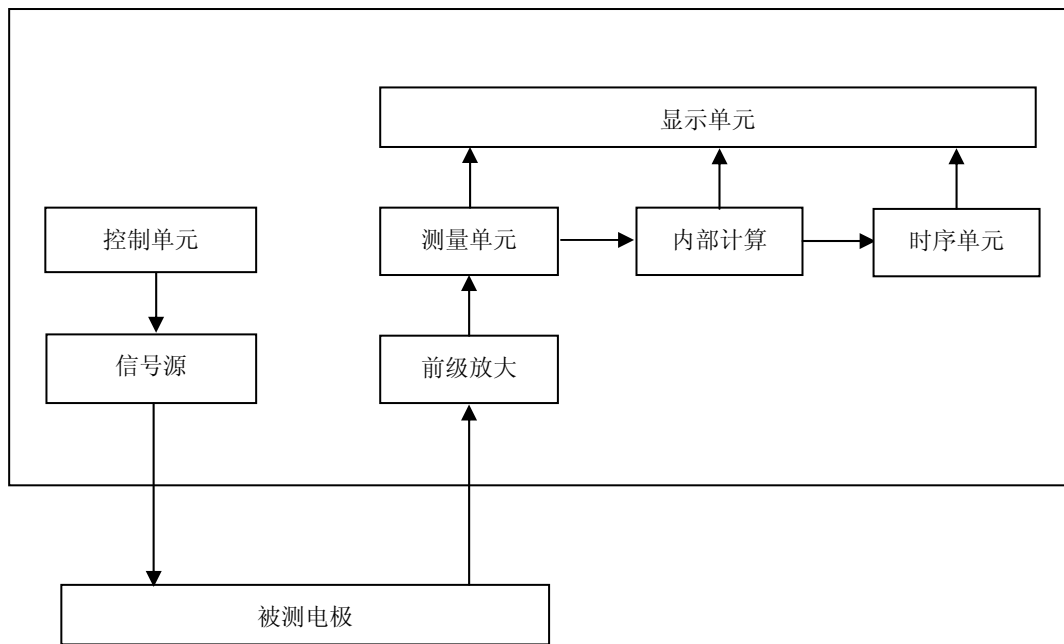 显示单元
控制单元
测量单元
内部计算
时序单元
信号源
前级放大
被测电极